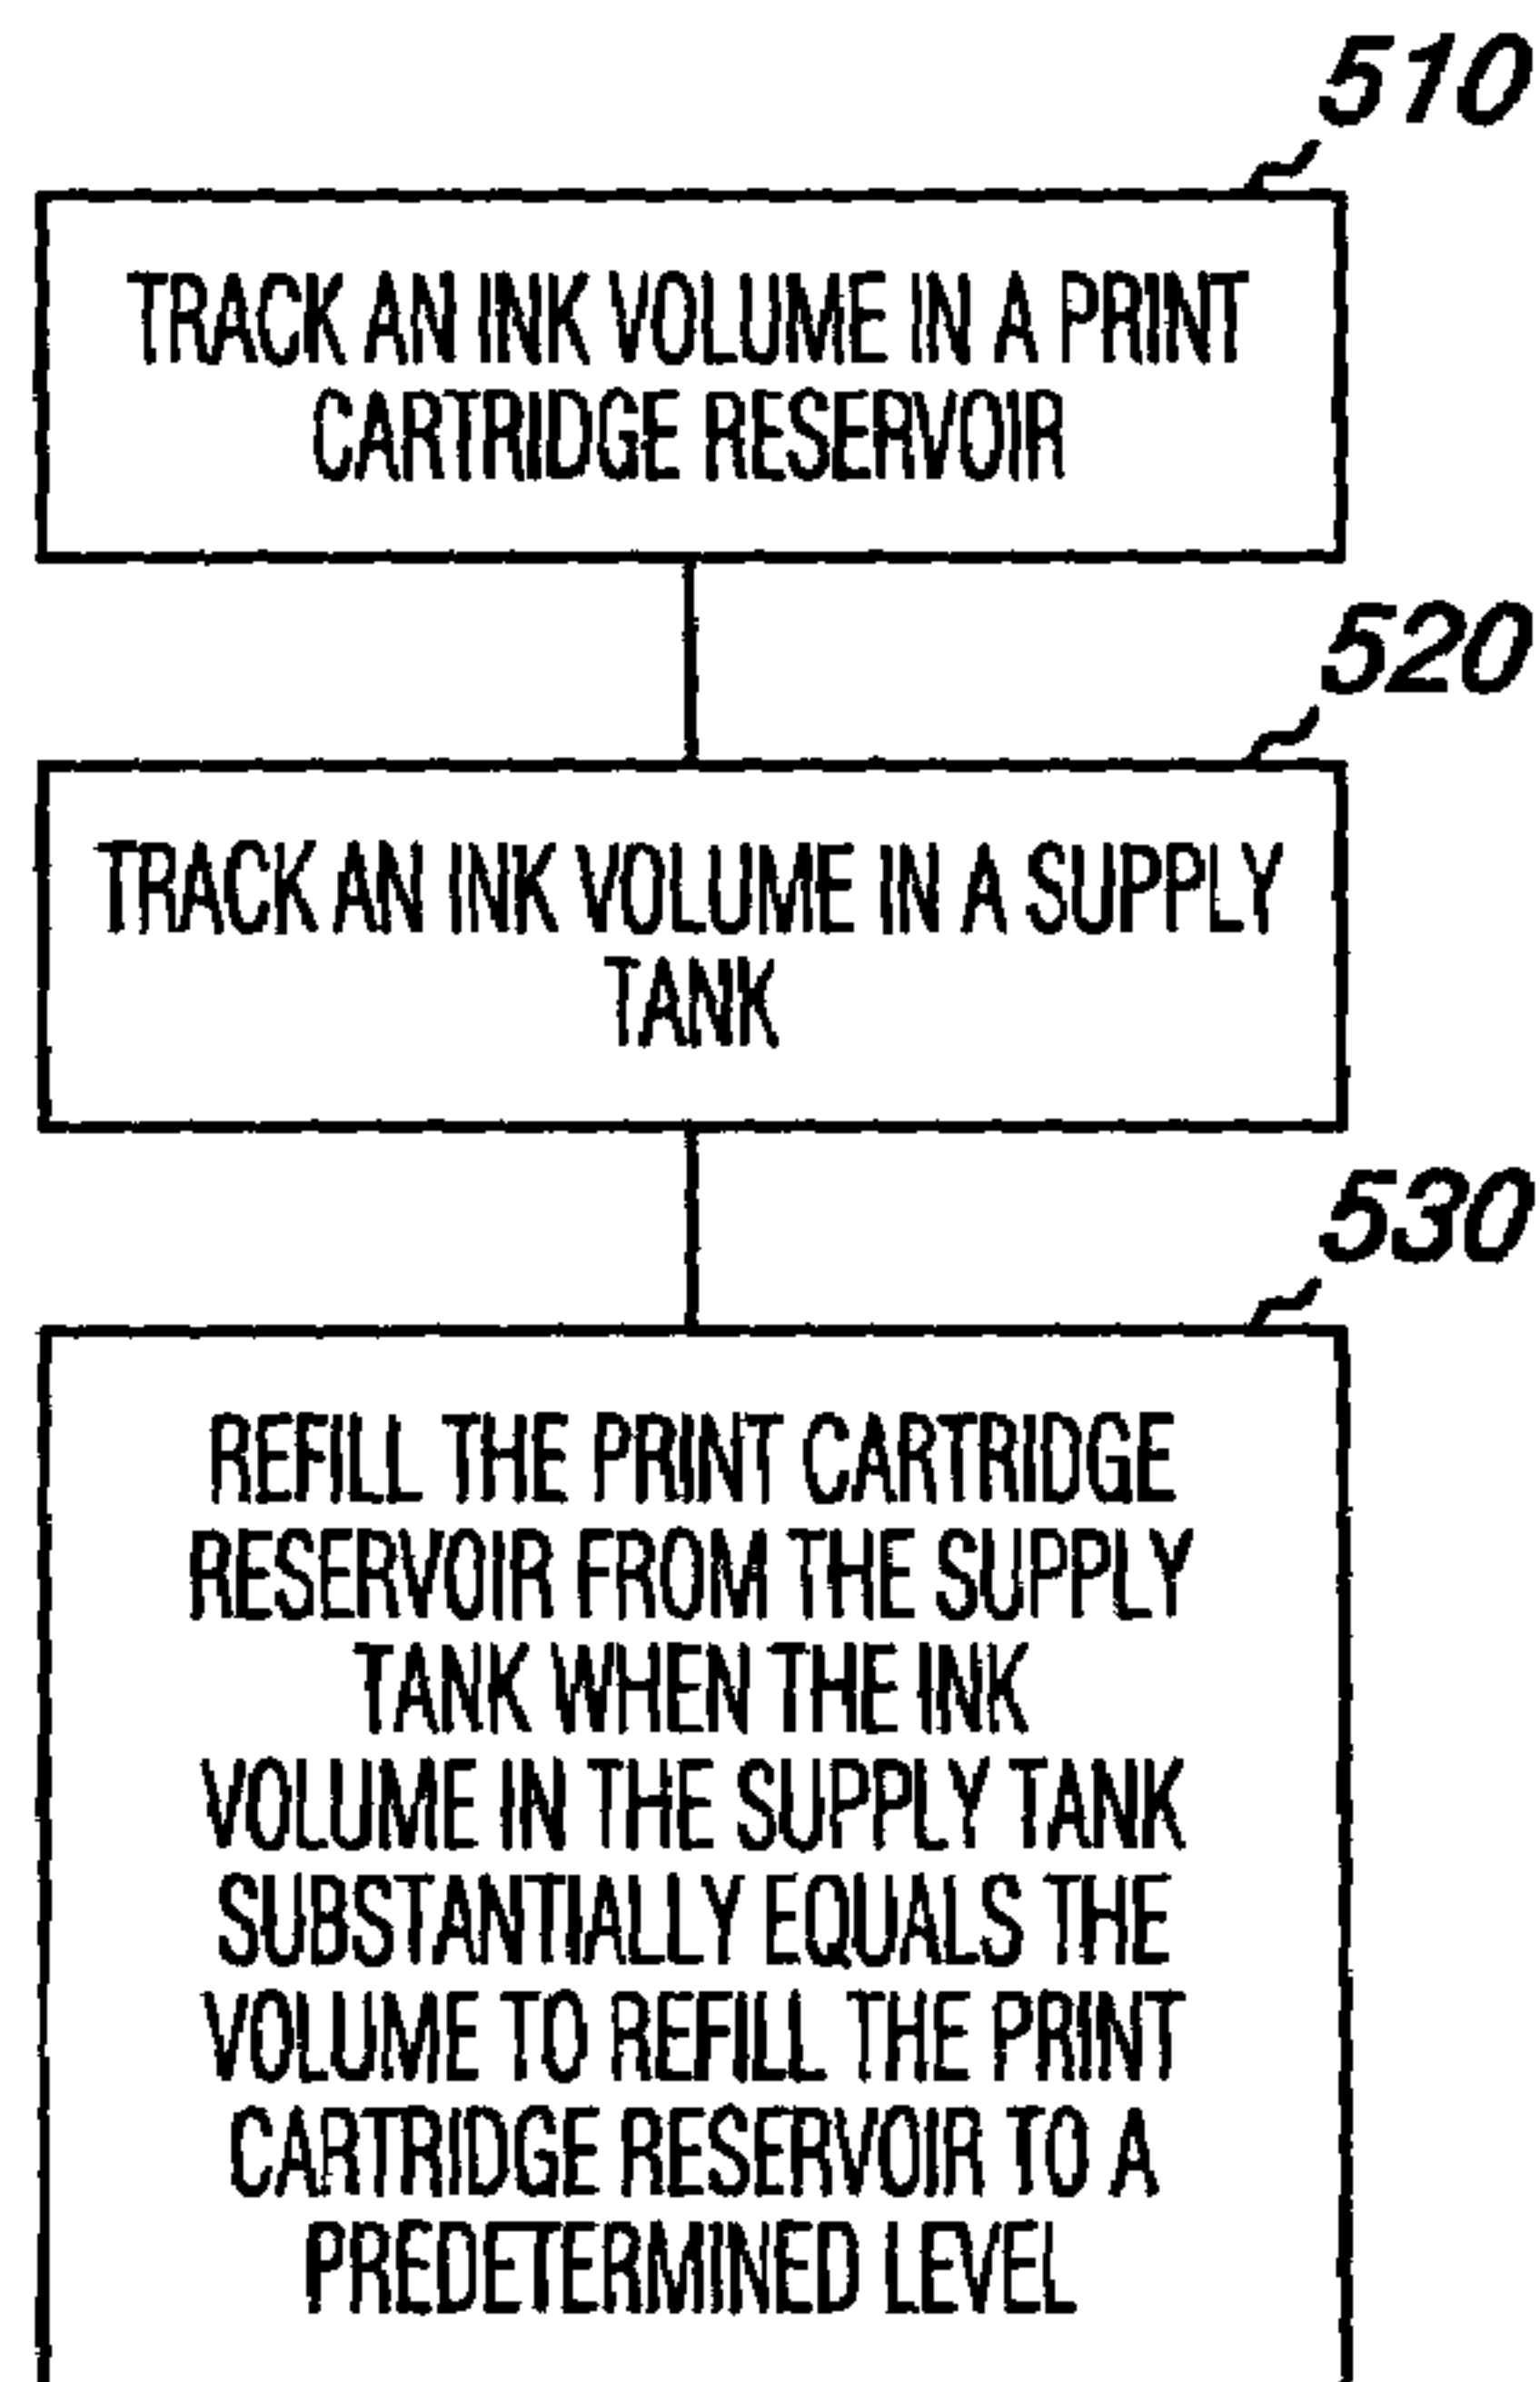 510
TRACK AN INK VOLUME IN A PRINT
CARTRIDGE RESERVOIR
520
TRACK AN INK VOLUME IN A SUPPLY
TANK
530
REFILL THE PRINT CARTRIDGE
RESERVOIR FROM THE SUPPLY
TANK WHEN THE INK
VOLUME IN THE SUPPLY TANK
SUBSTANTIALLY EQUALS THE
VOLUME TO REFILL THE PRINT
CARTRIDGE RESERVOIR TO A
PREDETERMINED LEVEL